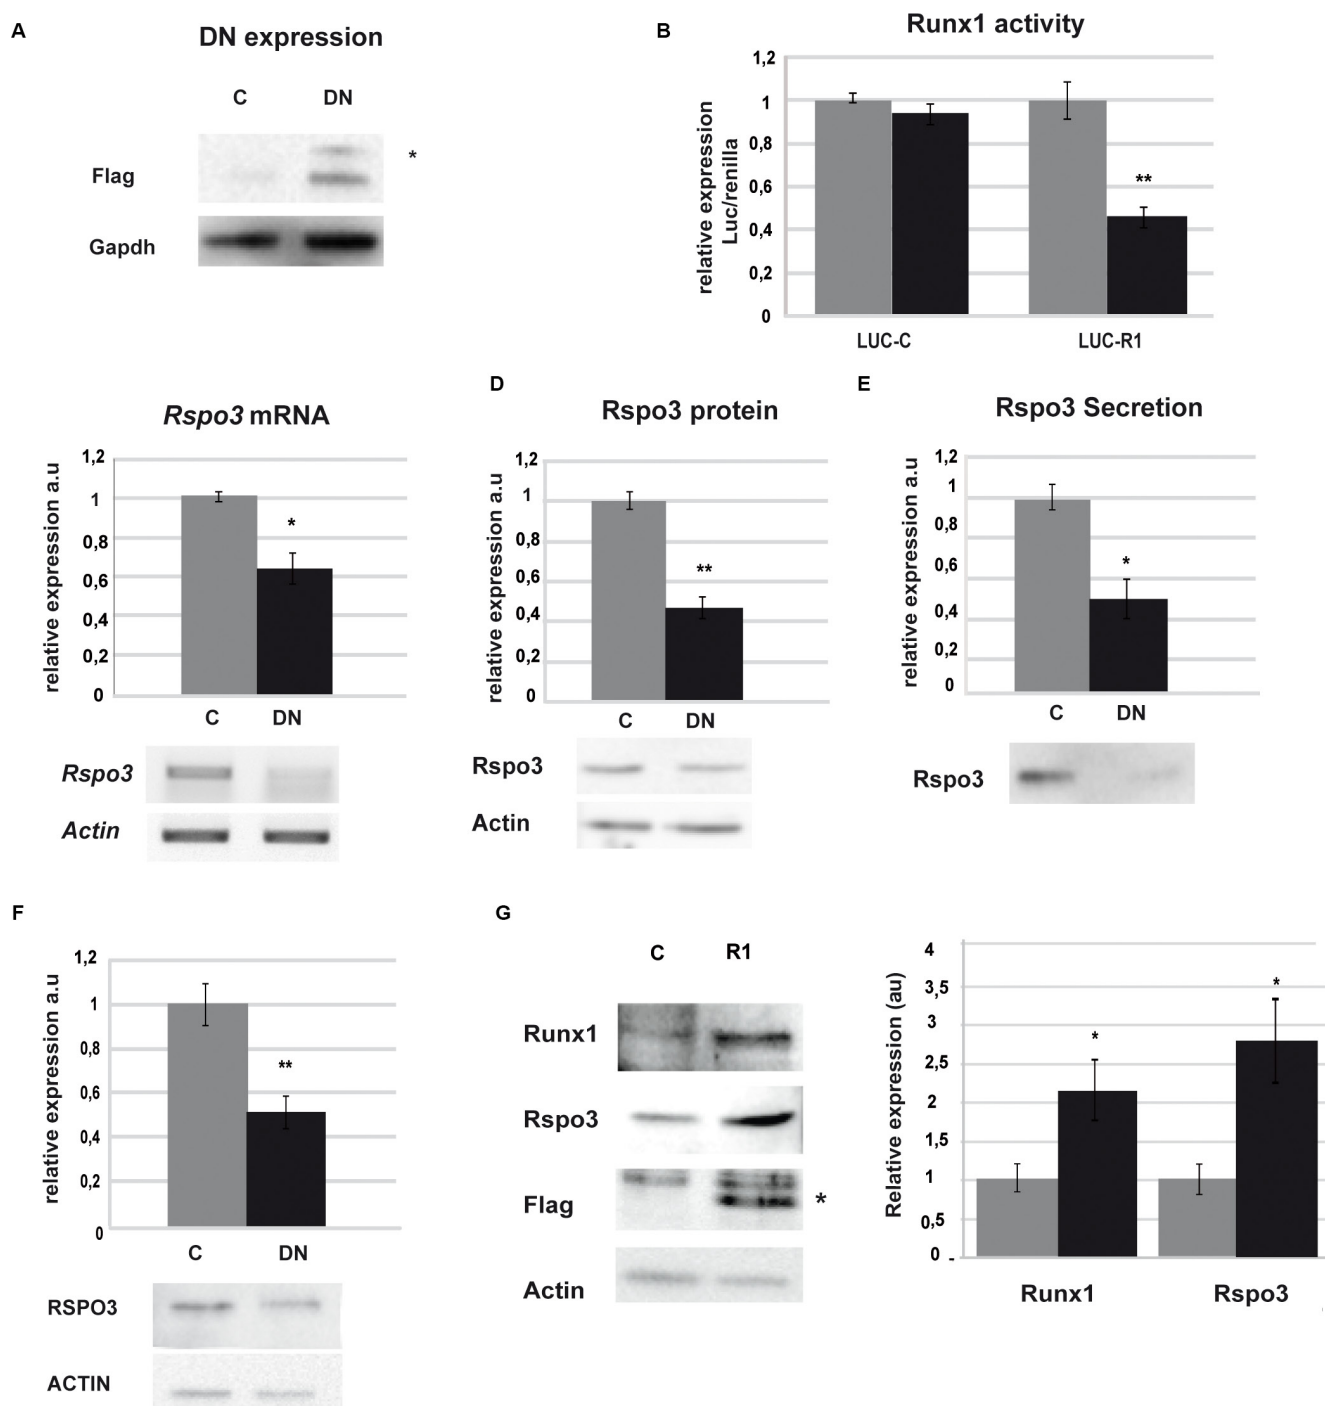 A
DN expression
C DN
Flag
*
Gapdh
B
Runx1 activity
relative expression
Luc/renilla
1,2
1
0,8
0,6
0,4
0,2
0
**
LUC-C LUC-R1
Rspo3 mRNA
relative expression a.u
1,2
1
0,8
0,6
0,4
0,2
0
*
C DN
Rspo3
Actin
D
Rspo3 protein
relative expression a.u
1,2
1
0,8
0,6
0,4
0,2
0
**
C DN
Rspo3
Actin
E
Rspo3 Secretion
relative expression a.u
1,2
1
0,8
0,6
0,4
0,2
0
*
C DN
Rspo3
F
relative expression a.u
1,2
1
0,8
0,6
0,4
0,2
0
**
C DN
RSPO3
ACTIN
G
C R1
Runx1
Rspo3
Flag
*
Actin
Relative expression (au)
4
3,5
3
2,5
2
1,5
1
0,5
0
*
*
Runx1 Rspo3